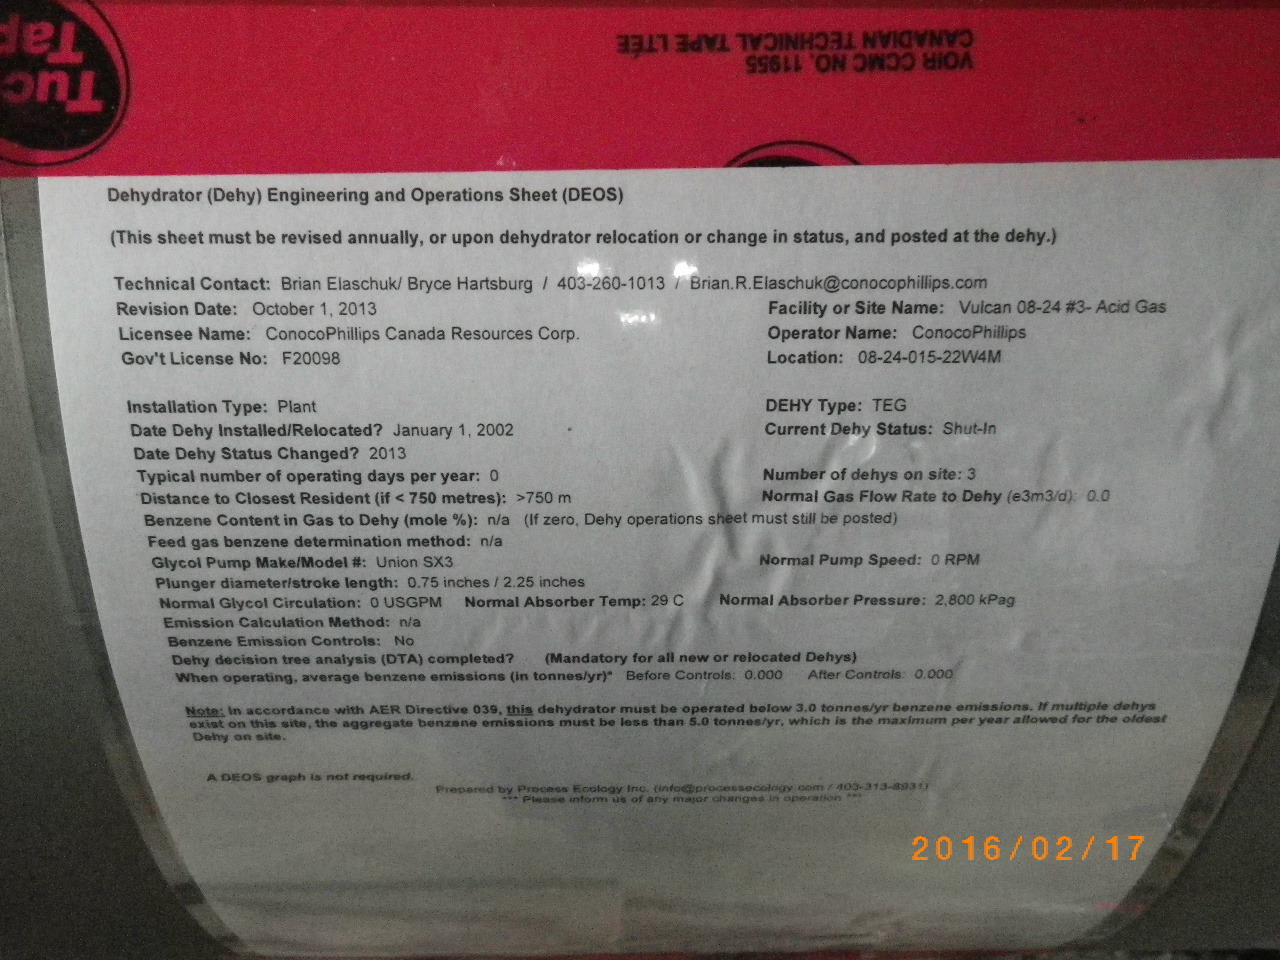 Tuc
Tap
VOIR CCMC NO. 11955
CANADIAN TECHNICAL TAPE LTÉE
Dehydrator (Dehy) Engineering and Operations Sheet (DEOS)
(This sheet must be revised annually, or upon dehydrator relocation or change in status, and posted at the dehy.)
Technical Contact: Brian Elaschuk/ Bryce Hartsburg / 403-260-1013 / Brian.R.Elaschuk@conocophillips.com
Revision Date: October 1, 2013 Facility or Site Name: Vulcan 08-24 #3- Acid Gas
Licensee Name: ConocoPhillips Canada Resources Corp. Operator Name: ConocoPhillips
Gov't License No: F20098 Location: 08-24-015-22W4M
Installation Type: Plant DEHY Type: TEG
Date Dehy Installed/Relocated? January 1, 2002 Current Dehy Status: Shut-In
Date Dehy Status Changed? 2013
Typical number of operating days per year: 0 Number of dehys on site: 3
Distance to Closest Resident (if < 750 metres): >750 m Normal Gas Flow Rate to Dehy (e3m3/d): 0.0
Benzene Content in Gas to Dehy (mole %): n/a (If zero, Dehy operations sheet must still be posted)
Feed gas benzene determination method: n/a
Glycol Pump Make/Model #: Union SX3 Normal Pump Speed: 0 RPM
Plunger diameter/stroke length: 0.75 inches / 2.25 inches
Normal Glycol Circulation: 0 USGPM Normal Absorber Temp: 29 C Normal Absorber Pressure: 2,800 kPag
Emission Calculation Method: n/a
Benzene Emission Controls: No
Dehy decision tree analysis (DTA) completed? (Mandatory for all new or relocated Dehys)
When operating, average benzene emissions (in tonnes/yr)* Before Controls: 0.000 After Controls: 0.000
Note: In accordance with AER Directive 039, this dehydrator must be operated below 3.0 tonnes/yr benzene emissions. If multiple dehys
exist on this site, the aggregate benzene emissions must be less than 5.0 tonnes/yr, which is the maximum per year allowed for the oldest
Dehy on site.
A DEOS graph is not required.
Prepared by Process Ecology Inc. (info@processecology.com / 403-313-8931)
*** Please inform us of any major changes in operation ***
2016/02/17